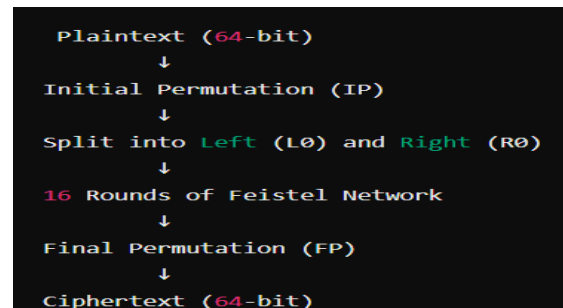 Plaintext (64-bit)
↓
Initial Permutation (IP)
↓
Split into Left (L0) and Right (R0)
↓
16 Rounds of Feistel Network
↓
Final Permutation (FP)
↓
Ciphertext (64-bit)